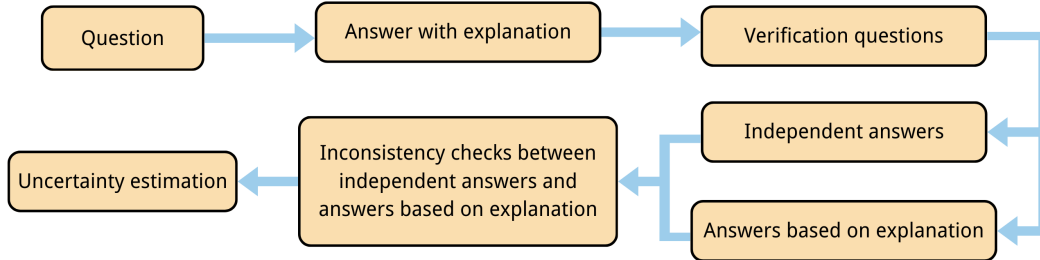 Question
Answer with explanation
Verification questions
Independent answers
Answers based on explanation
Inconsistency checks between
independent answers and
answers based on explanation
Uncertainty estimation